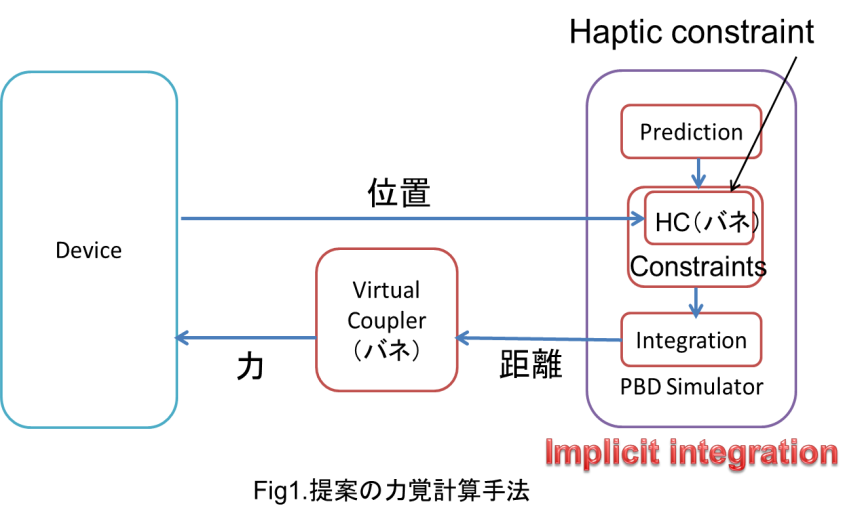 Haptic constraint
Prediction
位置
HC(バネ)
Constraints
Device
Virtual
Coupler
(バネ)
Integration
力
距離
PBD Simulator
Implicit integration
Fig1.提案の力覚計算手法